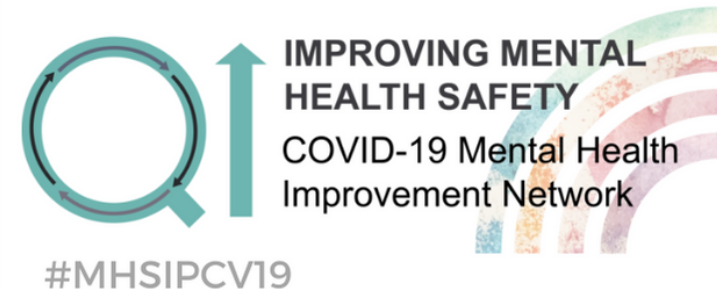 QI
IMPROVING MENTAL
HEALTH SAFETY
COVID-19 Mental Health
Improvement Network
#MHSIPCV19